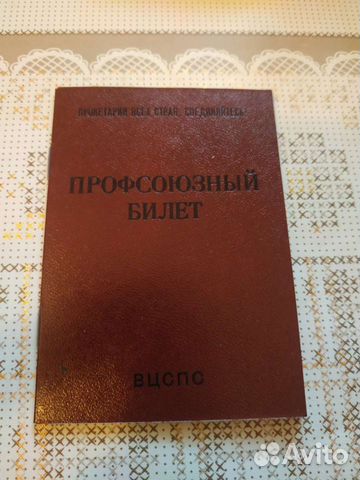 ПРОЛЕТАРИИ ВСЕХ СТРАН, СОЕДИНЯЙТЕСЬ!
ПРОФСОЮЗНЫЙ
БИЛЕТ
ВЦСПС
Avito